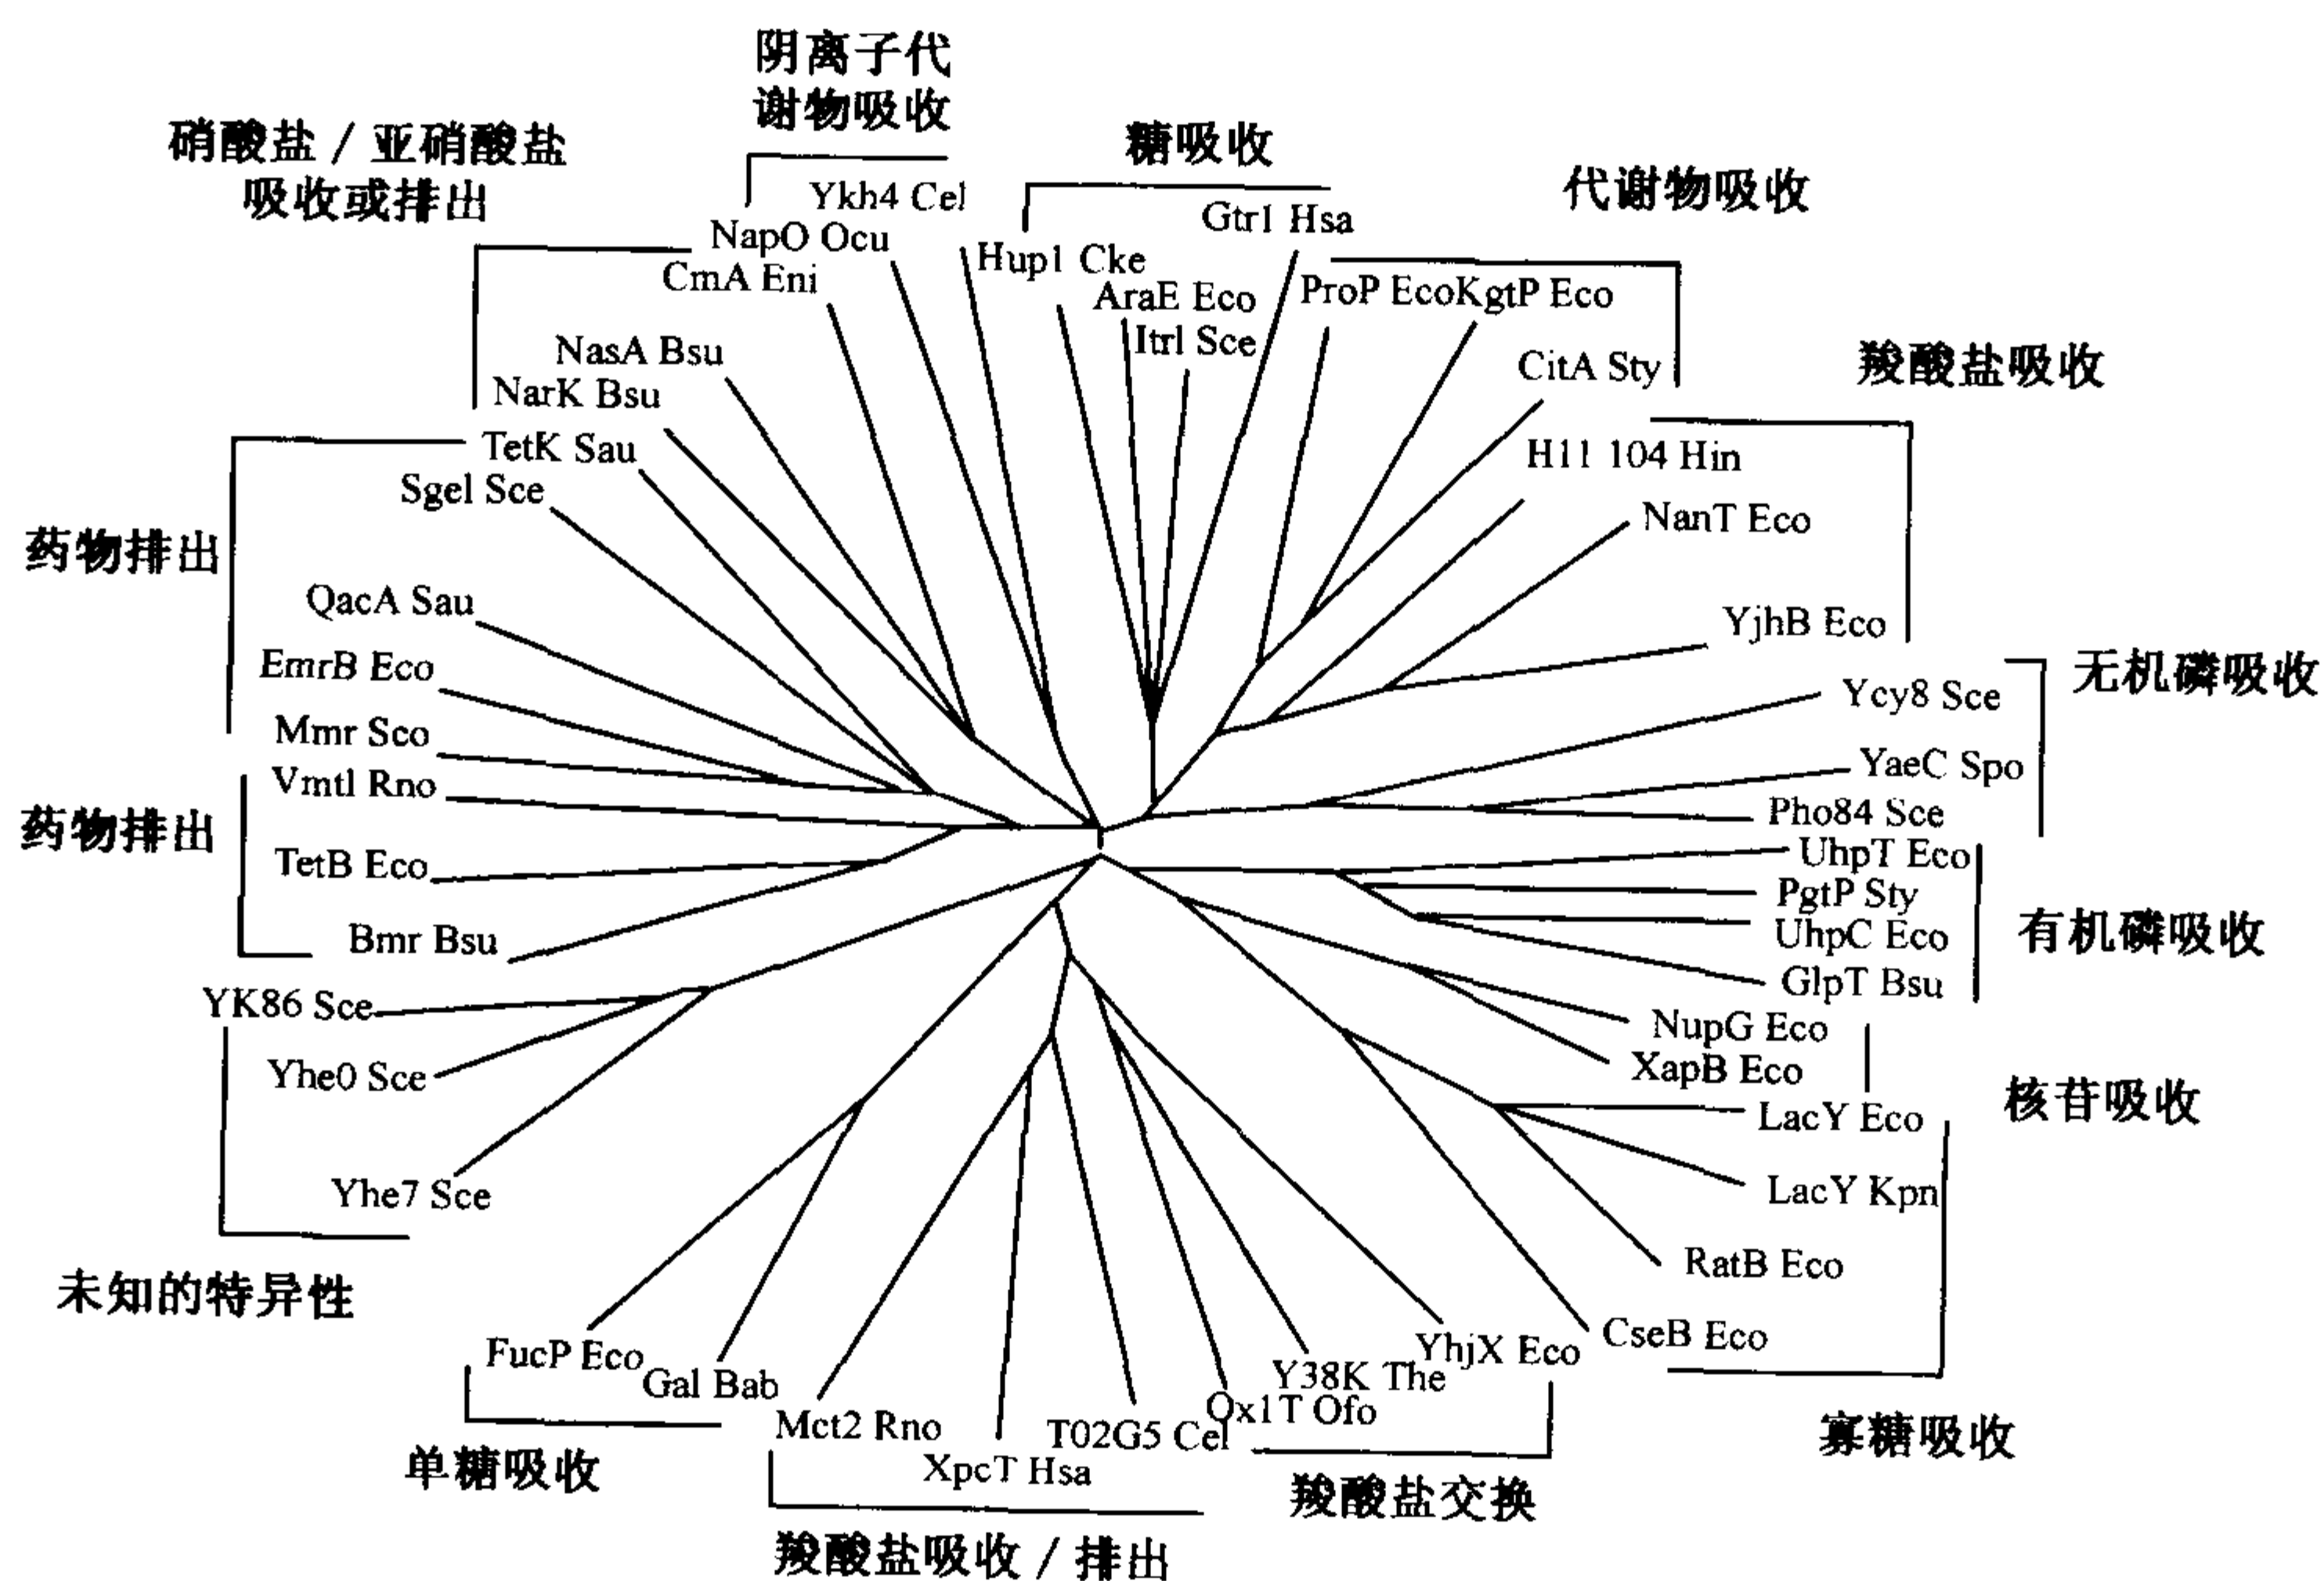 阴离子代
谢物吸收
糖吸收
代谢物吸收
硝酸盐 / 亚硝酸盐
吸收或排出
Ykh4 Cel
NapO Ocu
CmA Eni
NasA Bsu
NarK Bsu
Hup1 Cke
AraE Eco
Itrl Sce
Gtr1 Hsa
ProP Eco
KgtP Eco
CitA Sty
羧酸盐吸收
H11 104 Hin
NanT Eco
YjhB Eco
无机磷吸收
Ycy8 Sce
YaeC Spo
Pho84 Sce
UhpT Eco
PgtP Sty
UhpC Eco
GlpT Bsu
有机磷吸收
NupG Eco
XapB Eco
核苷吸收
LacY Eco
LacY Kpn
RatB Eco
CseB Eco
寡糖吸收
YhjX Eco
Y38K The
Qx1T Ofo
羧酸盐交换
T02G5 Cel
XpcT Hsa
Mct2 Rno
羧酸盐吸收 / 排出
Gal Bab
FucP Eco
单糖吸收
Yhe7 Sce
Yhe0 Sce
YK86 Sce
未知的特异性
Bmr Bsu
TetB Eco
Vmtl Rno
药物排出
Mmr Sco
EmrB Eco
QacA Sau
Sgel Sce
TetK Sau
药物排出